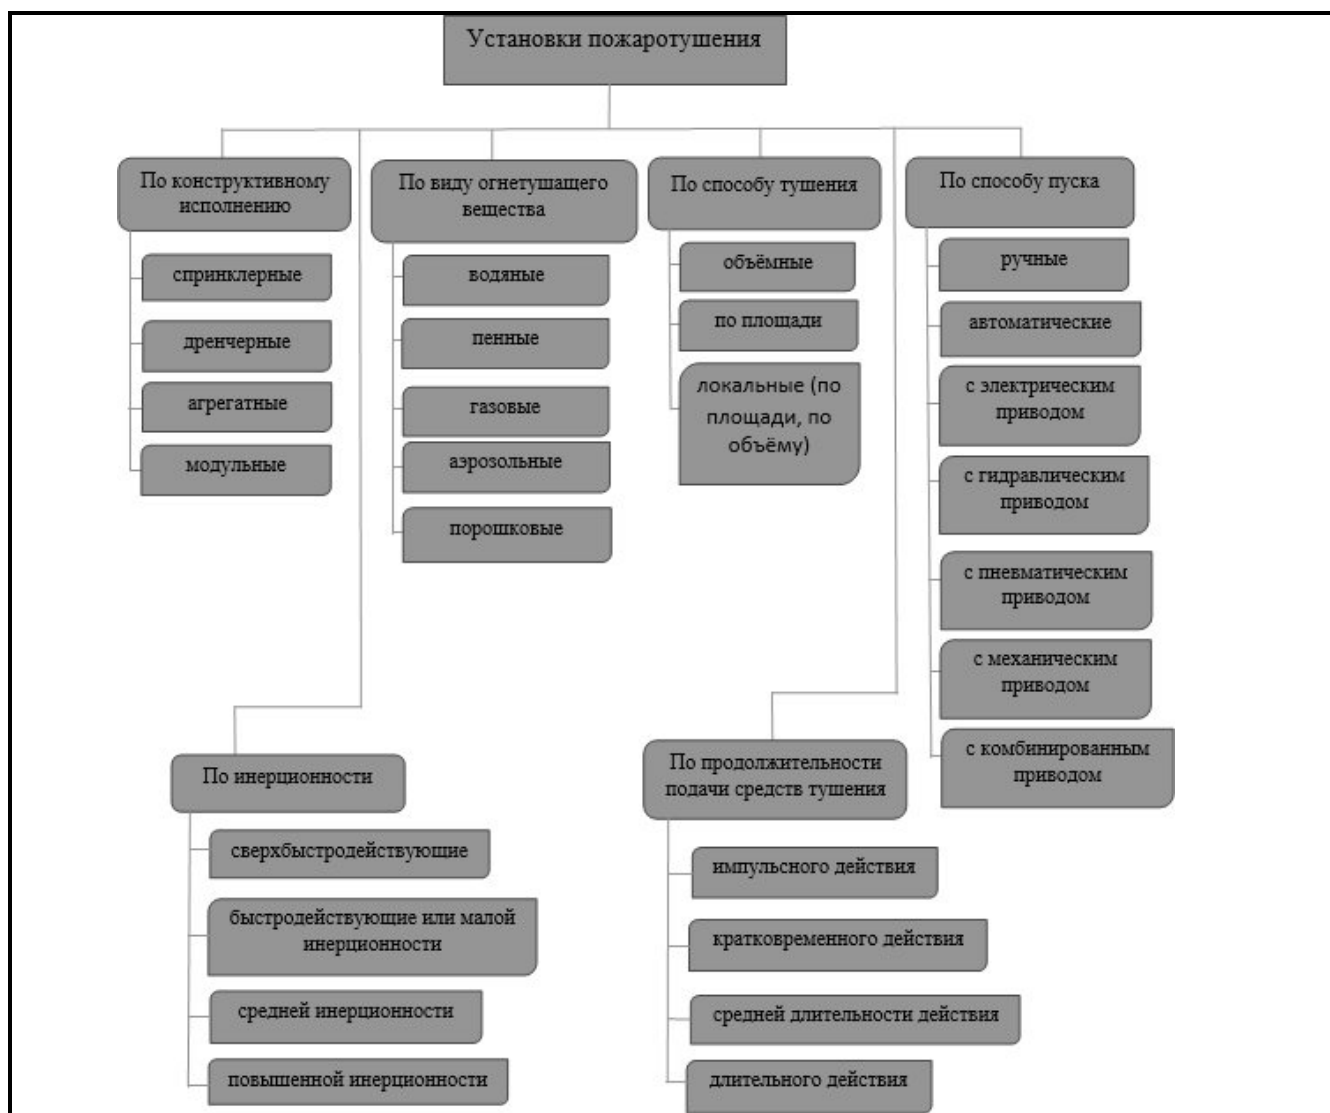 Установки пожаротушения
По конструктивному
исполнению
спринклерные
дренчерные
агрегатные
модульные
По виду огнетушащего
вещества
водяные
пенные
газовые
аэрозольные
порошковые
По способу тушения
объёмные
по площади
локальные (по
площади, по
объёму)
По способу пуска
ручные
автоматические
с электрическим
приводом
с гидравлическим
приводом
с пневматическим
приводом
с механическим
приводом
с комбинированным
приводом
По инерционности
сверхбыстродействующие
быстродействующие или малой
инерционности
средней инерционности
повышенной инерционности
По продолжительности
подачи средств тушения
импульсного действия
кратковременного действия
средней длительности действия
длительного действия